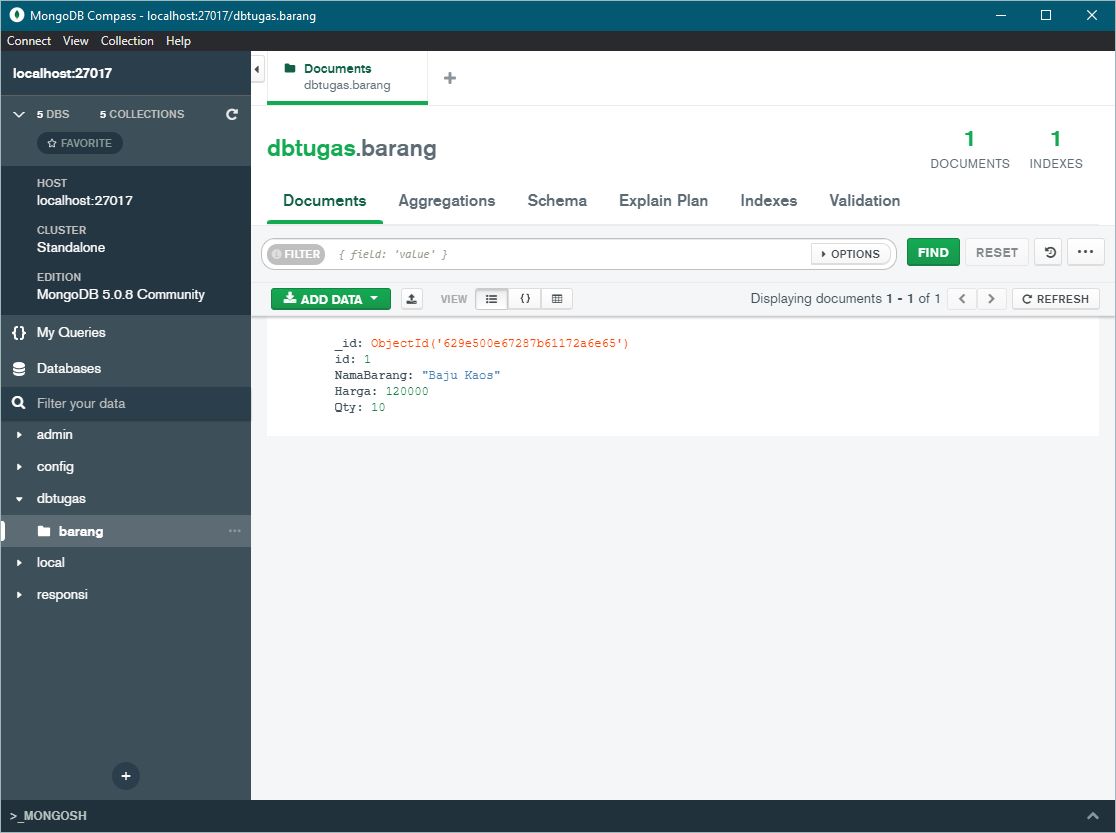 MongoDB Compass - localhost:27017/dbtugas.barang
Connect View Collection Help
localhost:27017
5 DBS 5 COLLECTIONS
FAVORITE
HOST
localhost:27017
CLUSTER
Standalone
EDITION
MongoDB 5.0.8 Community
{} My Queries
Databases
Filter your data
admin
config
dbtugas
barang
local
responsi
>_MONGOSH
Documents
dbtugas.barang
dbtugas.barang
1 DOCUMENTS
1 INDEXES
Documents Aggregations Schema Explain Plan Indexes Validation
FILTER { field: 'value' } OPTIONS FIND RESET
ADD DATA VIEW {} Displaying documents 1 - 1 of 1 REFRESH
_id: ObjectId('629e500e67287b61172a6e65')
id: 1
NamaBarang: "Baju Kaos"
Harga: 120000
Qty: 10